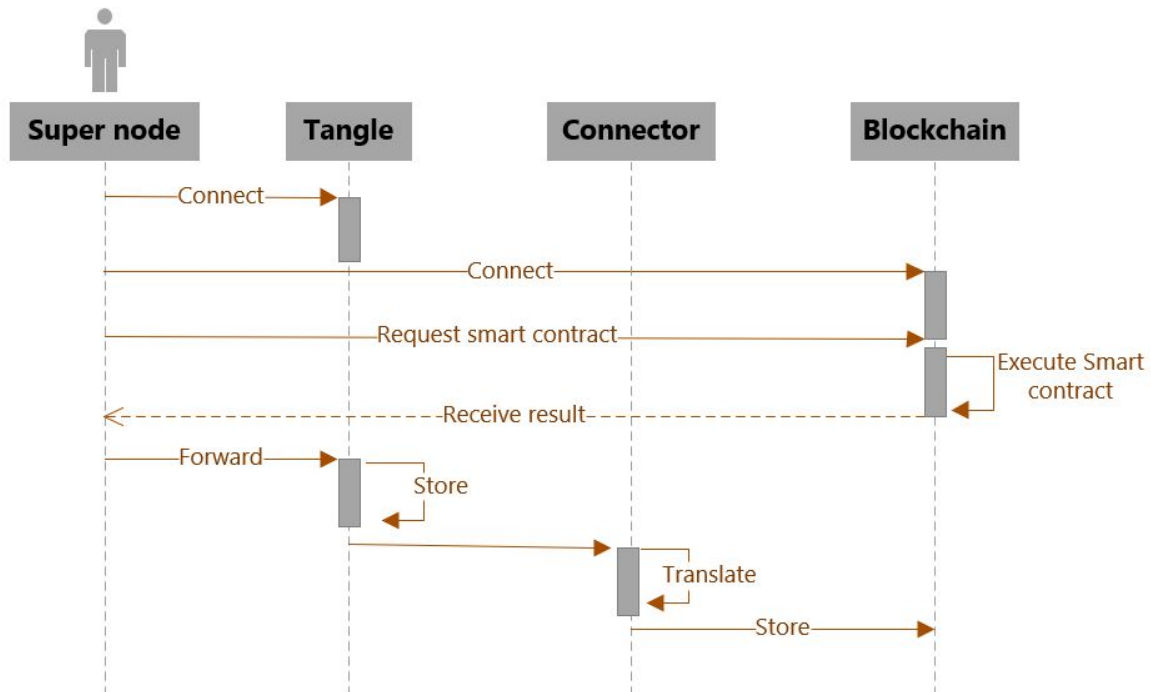 Super node
Tangle
Connector
Blockchain
Connect
Connect
Request smart contract
Execute Smart
contract
Receive result
Forward
Store
Translate
Store